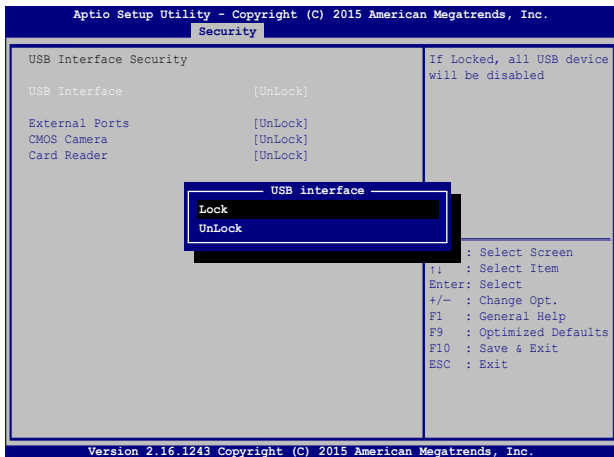 Aptio Setup Utility - Copyright (C) 2015 American Megatrends, Inc.
Security
USB Interface Security
USB Interface [UnLock]
External Ports [UnLock]
CMOS Camera [UnLock]
Card Reader [UnLock]
If Locked, all USB device
will be disabled
USB interface
Lock
UnLock
: Select Screen
↑↓ : Select Item
Enter: Select
+/— : Change Opt.
F1 : General Help
F9 : Optimized Defaults
F10 : Save & Exit
ESC : Exit
Version 2.16.1243 Copyright (C) 2015 American Megatrends, Inc.